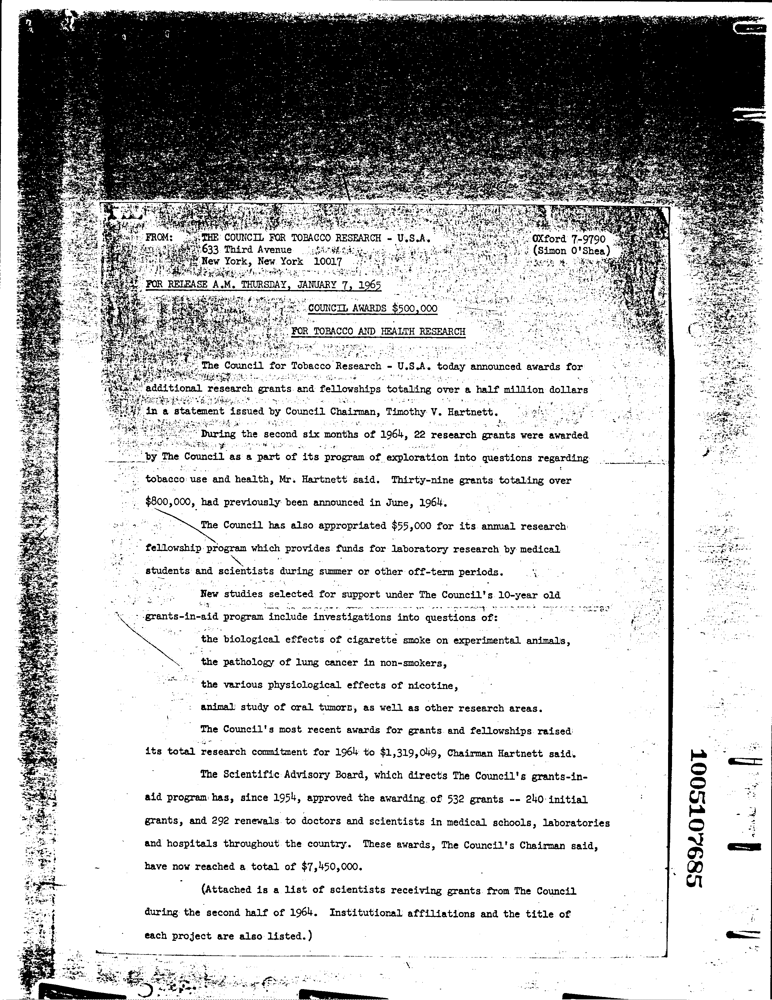 FROM: THE COUNCIL FOR TOBACCO RESEARCH - U.S.A. OXford 7-9790
633 Third Avenue (Simon O'Shea)
New York, New York 10017
FOR RELEASE A.M. THURSDAY, JANUARY 7, 1965
COUNCIL AWARDS $500,000
FOR TOBACCO AND HEALTH RESEARCH
The Council for Tobacco Research - U.S.A. today announced awards for
additional research grants and fellowships totaling over a half million dollars
in a statement issued by Council Chairman, Timothy V. Hartnett.
During the second six months of 1964, 22 research grants were awarded
by The Council as a part of its program of exploration into questions regarding
tobacco use and health, Mr. Hartnett said. Thirty-nine grants totaling over
$800,000, had previously been announced in June, 1964.
The Council has also appropriated $55,000 for its annual research
fellowship program which provides funds for laboratory research by medical
students and scientists during summer or other off-term periods.
New studies selected for support under The Council's 10-year old
grants-in-aid program include investigations into questions of:
the biological effects of cigarette smoke on experimental animals,
the pathology of lung cancer in non-smokers,
the various physiological effects of nicotine,
animal study of oral tumors, as well as other research areas.
The Council's most recent awards for grants and fellowships raised
its total research commitment for 1964 to $1,319,049, Chairman Hartnett said.
The Scientific Advisory Board, which directs The Council's grants-in-
aid program has, since 1954, approved the awarding of 532 grants -- 240 initial
grants, and 292 renewals to doctors and scientists in medical schools, laboratories
and hospitals throughout the country. These awards, The Council's Chairman said,
have now reached a total of $7,450,000.
(Attached is a list of scientists receiving grants from The Council
during the second half of 1964. Institutional affiliations and the title of
each project are also listed.)
1005107685